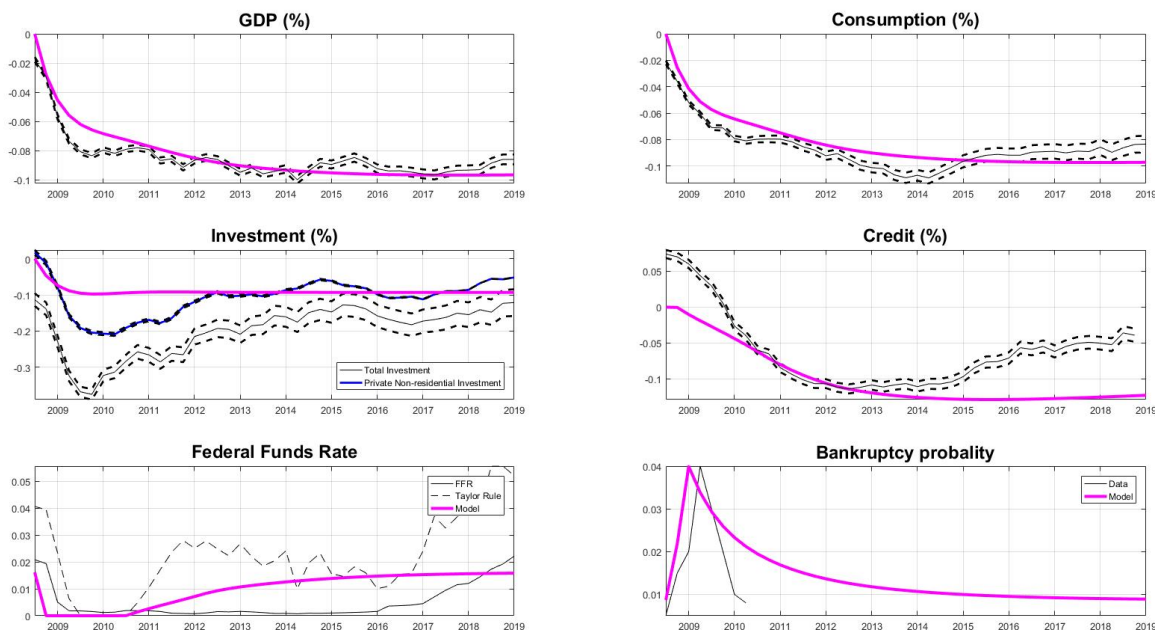 GDP (%)
0
-0.02
-0.04
-0.06
-0.08
-0.1
2009 2010 2011 2012 2013 2014 2015 2016 2017 2018 2019
Consumption (%)
0
-0.02
-0.04
-0.06
-0.08
-0.1
2009 2010 2011 2012 2013 2014 2015 2016 2017 2018 2019
Investment (%)
0
-0.1
-0.2
-0.3
Total Investment
Private Non-residential Investment
2009 2010 2011 2012 2013 2014 2015 2016 2017 2018 2019
Credit (%)
0.05
0
-0.05
-0.1
2009 2010 2011 2012 2013 2014 2015 2016 2017 2018 2019
Federal Funds Rate
0.05
0.04
0.03
0.02
0.01
0
FFR
Taylor Rule
Model
2009 2010 2011 2012 2013 2014 2015 2016 2017 2018 2019
Bankruptcy probality
0.04
0.03
0.02
0.01
Data
Model
2009 2010 2011 2012 2013 2014 2015 2016 2017 2018 2019